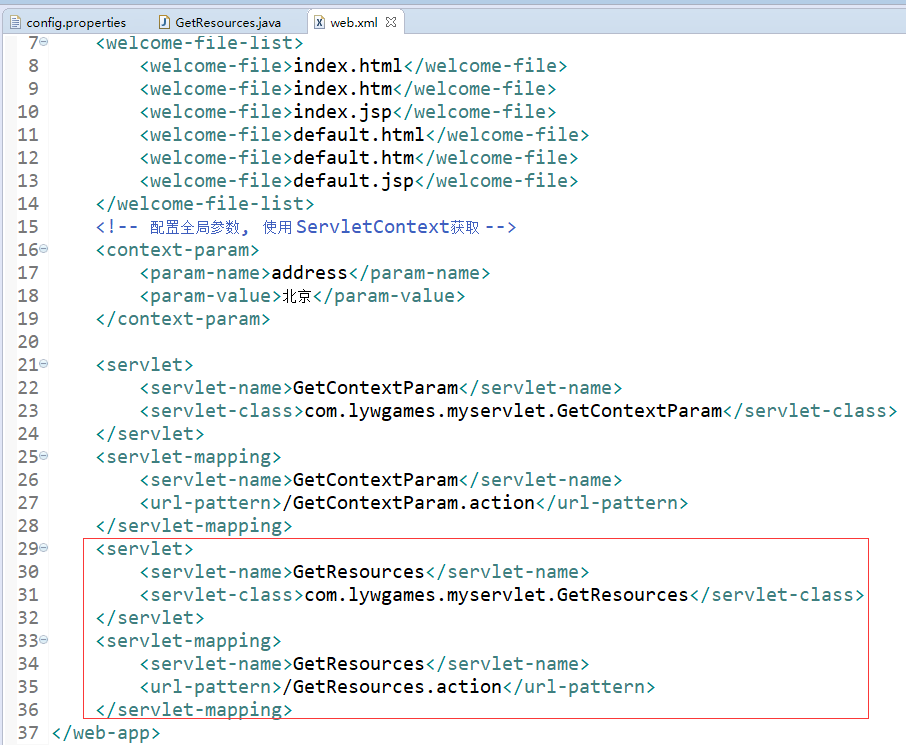 config.properties GetResources.java web.xml
7 <welcome-file-list>
8 <welcome-file>index.html</welcome-file>
9 <welcome-file>index.htm</welcome-file>
10 <welcome-file>index.jsp</welcome-file>
11 <welcome-file>default.html</welcome-file>
12 <welcome-file>default.htm</welcome-file>
13 <welcome-file>default.jsp</welcome-file>
14 </welcome-file-list>
15 <!-- 配置全局参数, 使用ServletContext获取 -->
16 <context-param>
17 <param-name>address</param-name>
18 <param-value>北京</param-value>
19 </context-param>
20
21 <servlet>
22 <servlet-name>GetContextParam</servlet-name>
23 <servlet-class>com.lywgames.myservlet.GetContextParam</servlet-class>
24 </servlet>
25 <servlet-mapping>
26 <servlet-name>GetContextParam</servlet-name>
27 <url-pattern>/GetContextParam.action</url-pattern>
28 </servlet-mapping>
29 <servlet>
30 <servlet-name>GetResources</servlet-name>
31 <servlet-class>com.lywgames.myservlet.GetResources</servlet-class>
32 </servlet>
33 <servlet-mapping>
34 <servlet-name>GetResources</servlet-name>
35 <url-pattern>/GetResources.action</url-pattern>
36 </servlet-mapping>
37 </web-app>